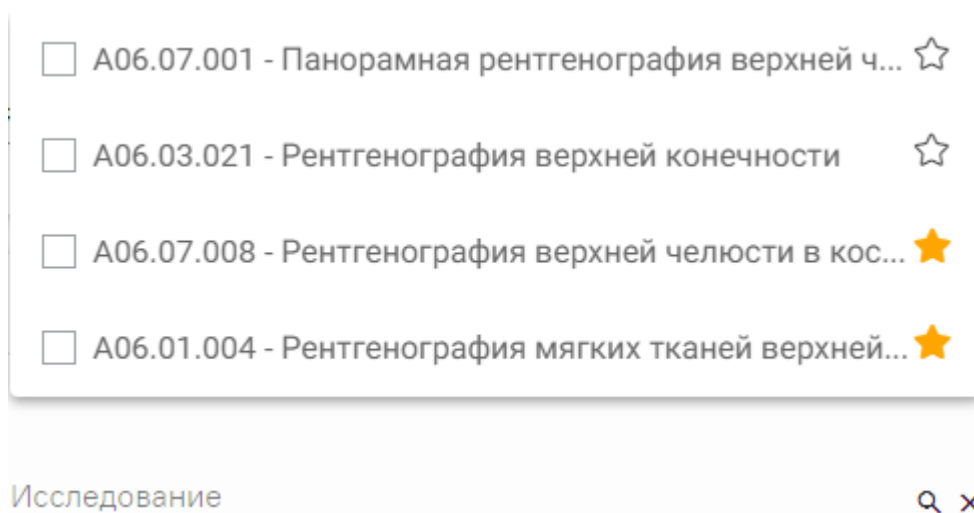 A06.07.001 - Панорамная рентгенография верхней ч...
A06.03.021 - Рентгенография верхней конечности
A06.07.008 - Рентгенография верхней челюсти в кос...
A06.01.004 - Рентгенография мягких тканей верхней...
Исследование